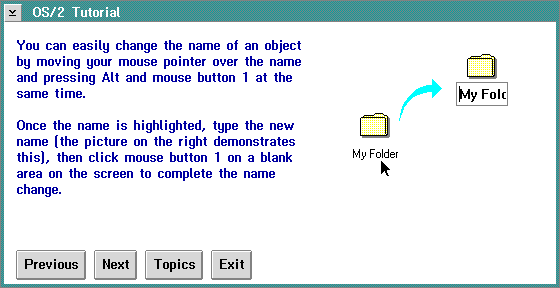 OS/2 Tutorial
You can easily change the name of an object
by moving your mouse pointer over the name
and pressing Alt and mouse button 1 at the
same time.
Once the name is highlighted, type the new
name (the picture on the right demonstrates
this), then click mouse button 1 on a blank
area on the screen to complete the name
change.
My Folc
My Folder
Previous Next Topics Exit